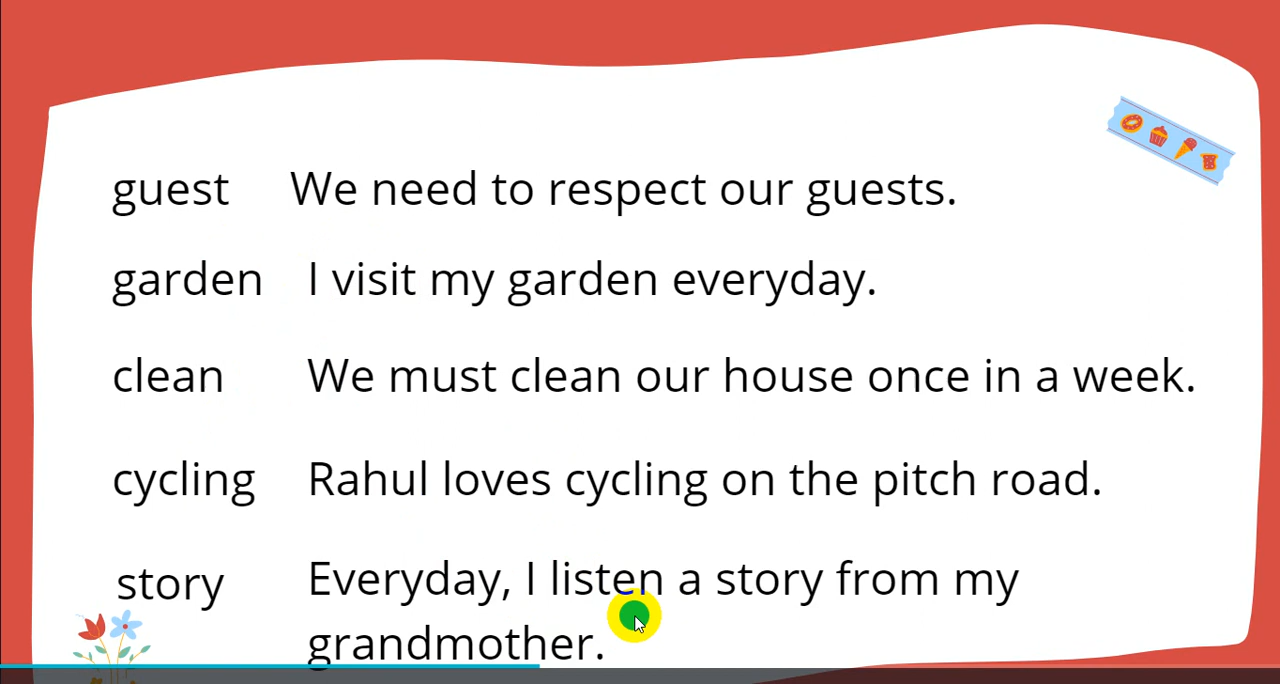 guest We need to respect our guests.
garden I visit my garden everyday.
clean We must clean our house once in a week.
cycling Rahul loves cycling on the pitch road.
story Everyday, I listen a story from my
grandmother.